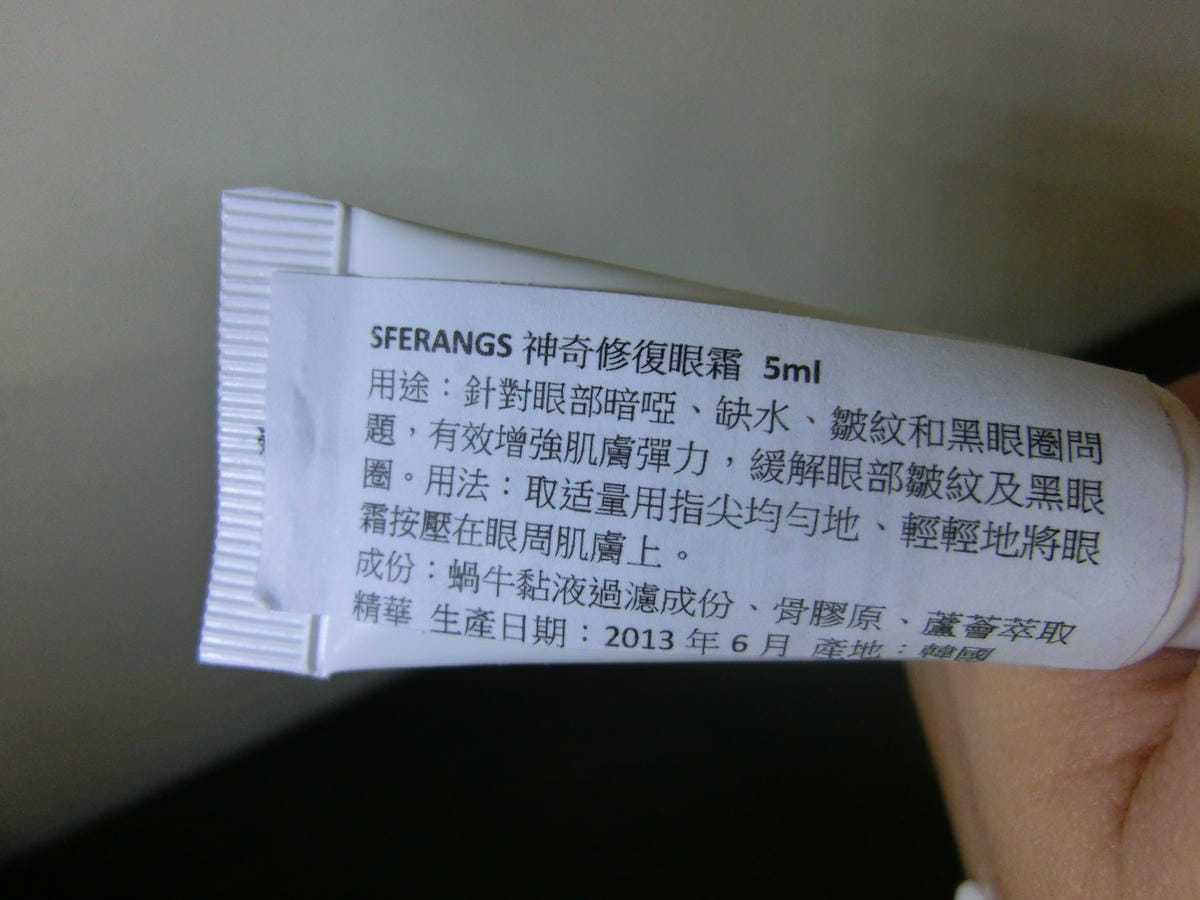 SFERANGS 神奇修復眼霜 5ml
用途：針對眼部暗啞、缺水、皺紋和黑眼圈問
題，有效增強肌膚彈力，緩解眼部皺紋及黑眼
圈。用法：取适量用指尖均勻地、輕輕地將眼
霜按壓在眼周肌膚上。
成份：蝸牛黏液過濾成份、骨膠原、蘆薈萃取
精華 生產日期：2013 年 6 月 產地：韓國